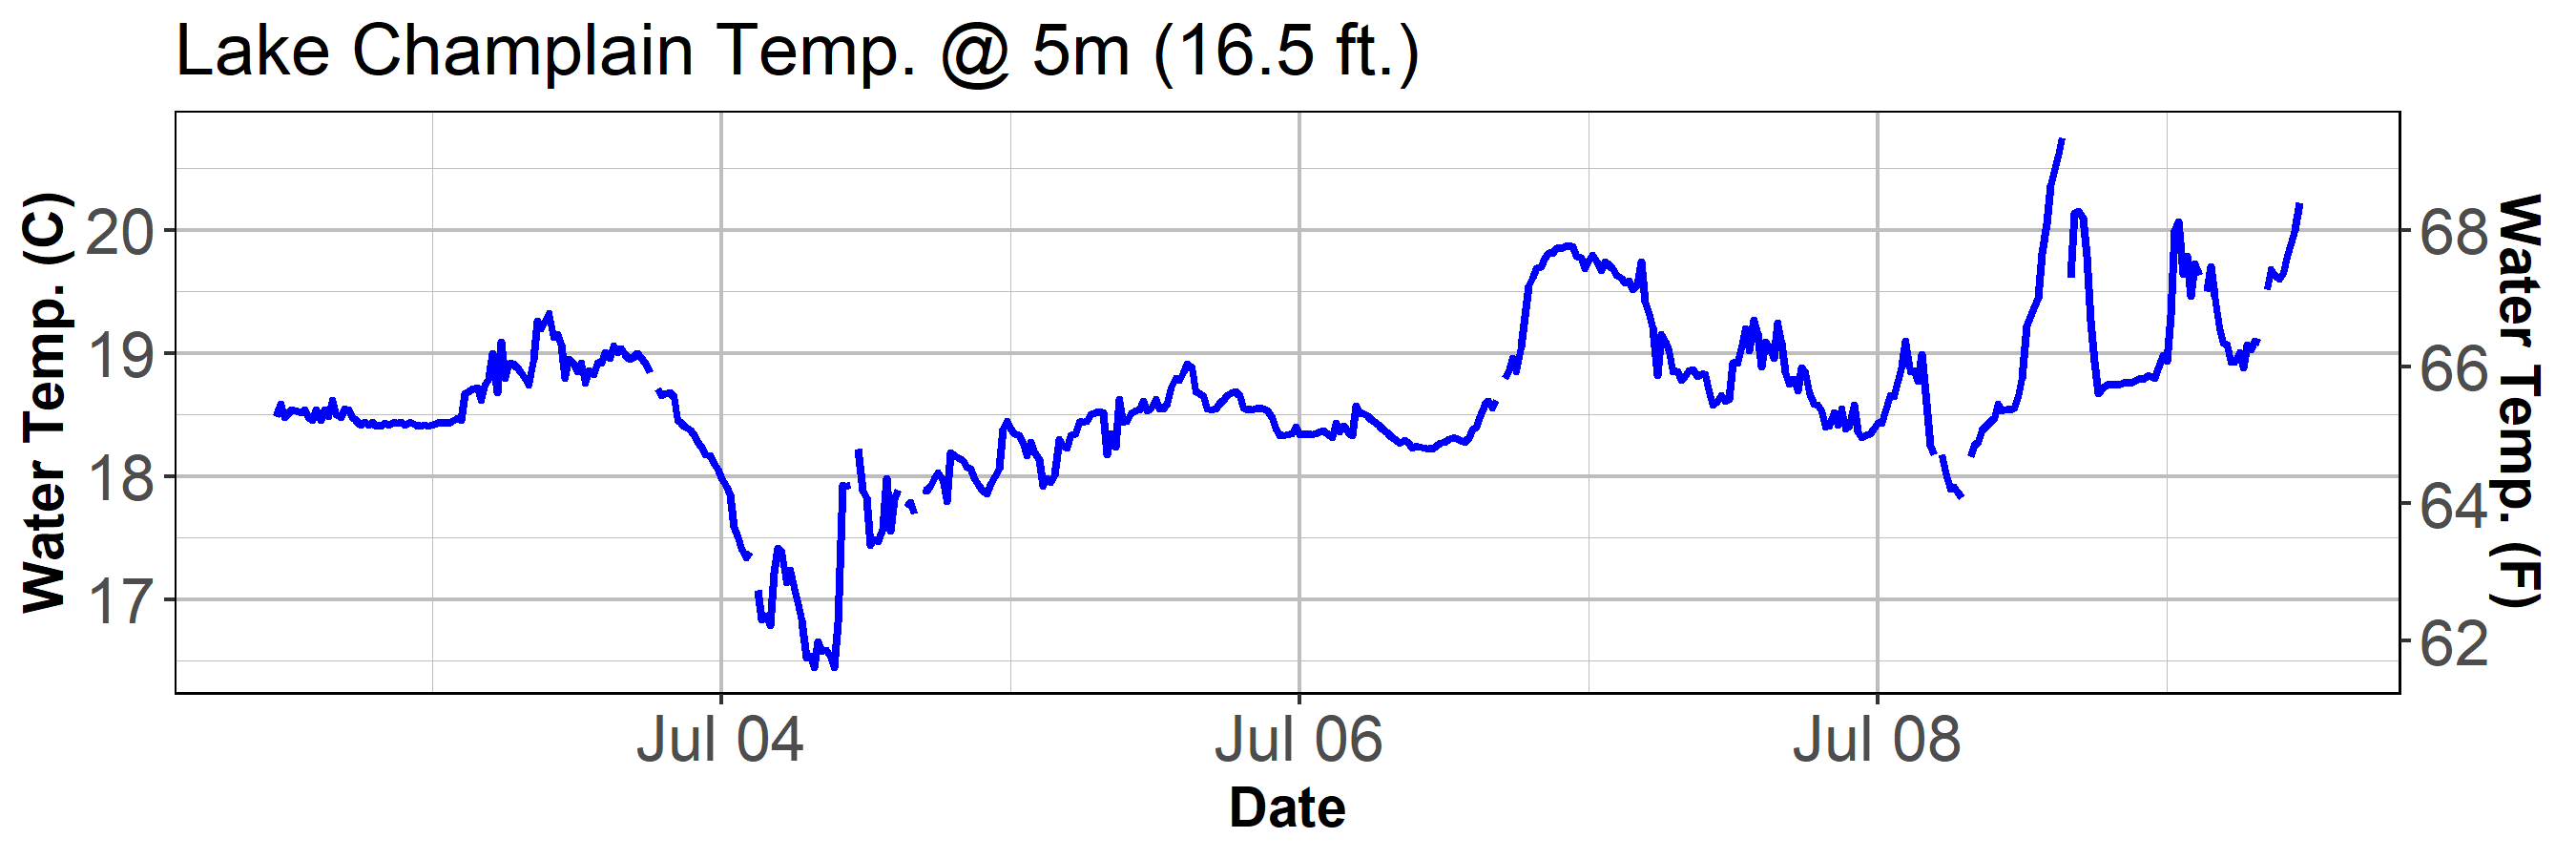 Lake Champlain Temp. @ 5m (16.5 ft.)
Water Temp. (C)
20
19
18
17
68
66
64
62
Water Temp. (F)
Jul 04
Jul 06
Jul 08
Date